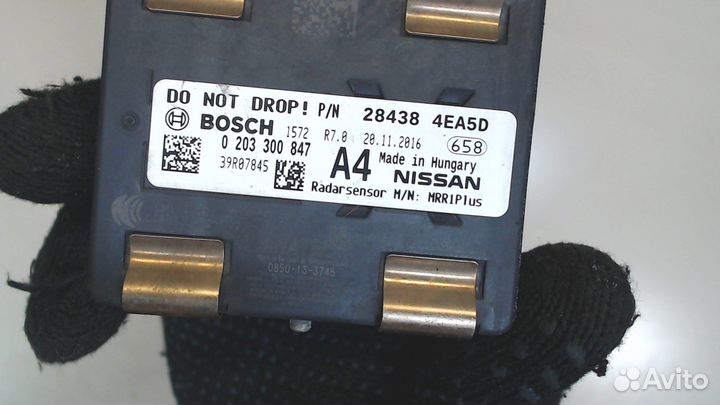 DO NOT DROP! P/N 28438 4EA5D
BOSCH 1572 R7.0 20.11.2016 658
0 203 300 847 A4 Made in Hungary
39R07845 NISSAN
Radarsensor M/N: MRR1Plus
0850-13-3745
Avito